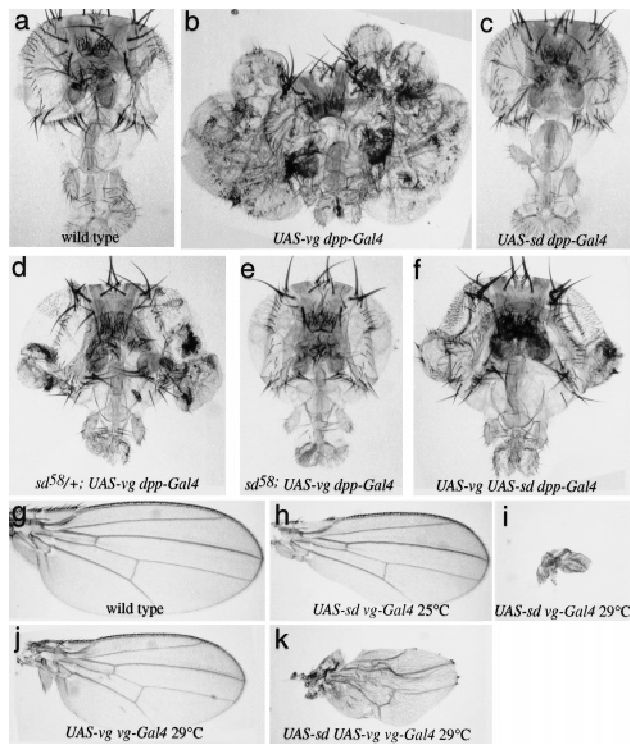 a
b
c
wild type
UAS-vg dpp-Gal4
UAS-sd dpp-Gal4
d
e
f
sd58/+; UAS-vg dpp-Gal4
sd58; UAS-vg dpp-Gal4
UAS-vg UAS-sd dpp-Gal4
g
h
i
wild type
UAS-sd vg-Gal4 25°C
UAS-sd vg-Gal4 29°C
j
k
UAS-vg vg-Gal4 29°C
UAS-sd UAS-vg vg-Gal4 29°C